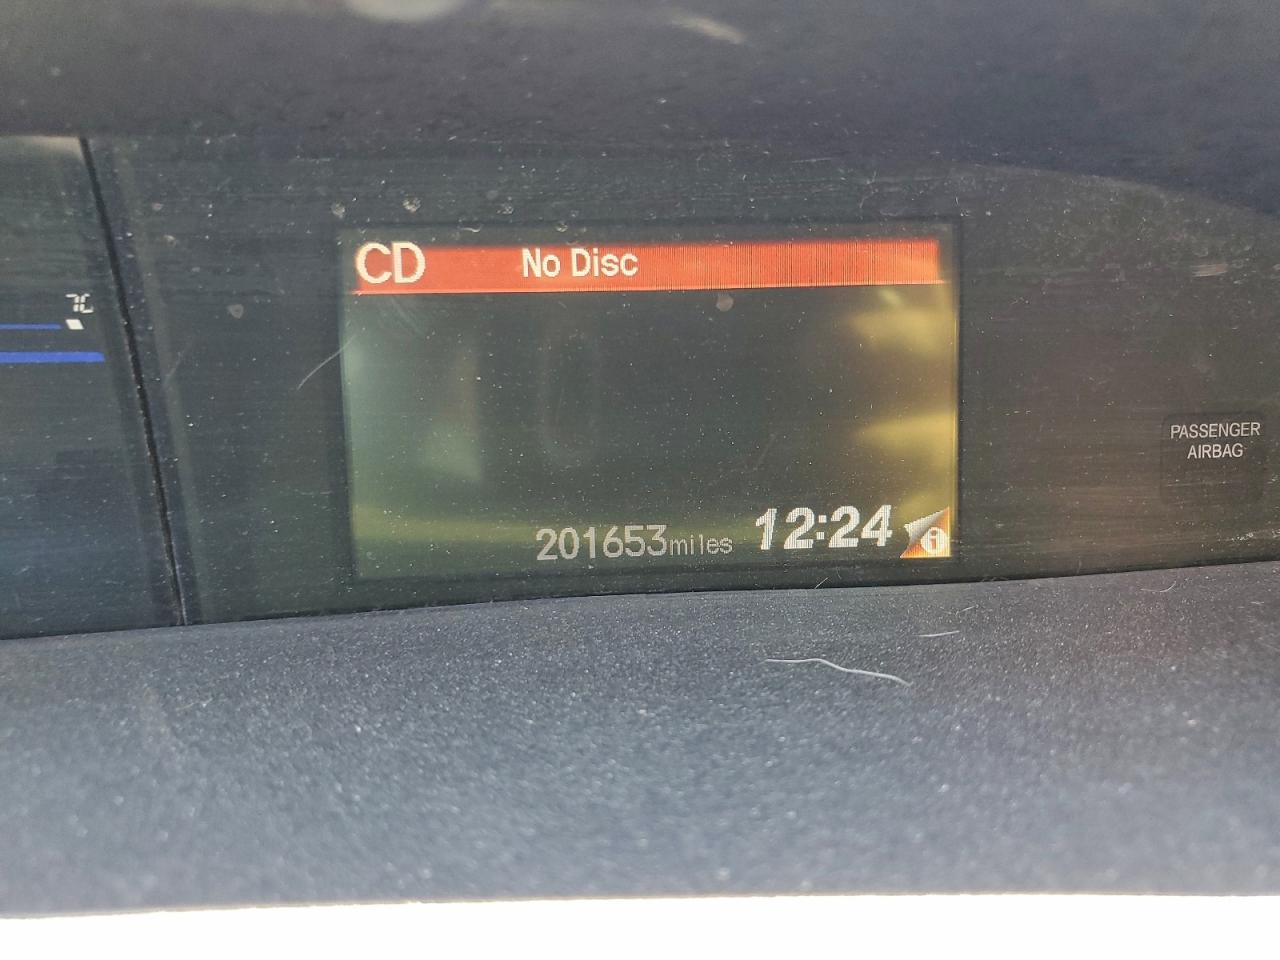 CD No Disc
201653miles 12:24
PASSENGER
AIRBAG